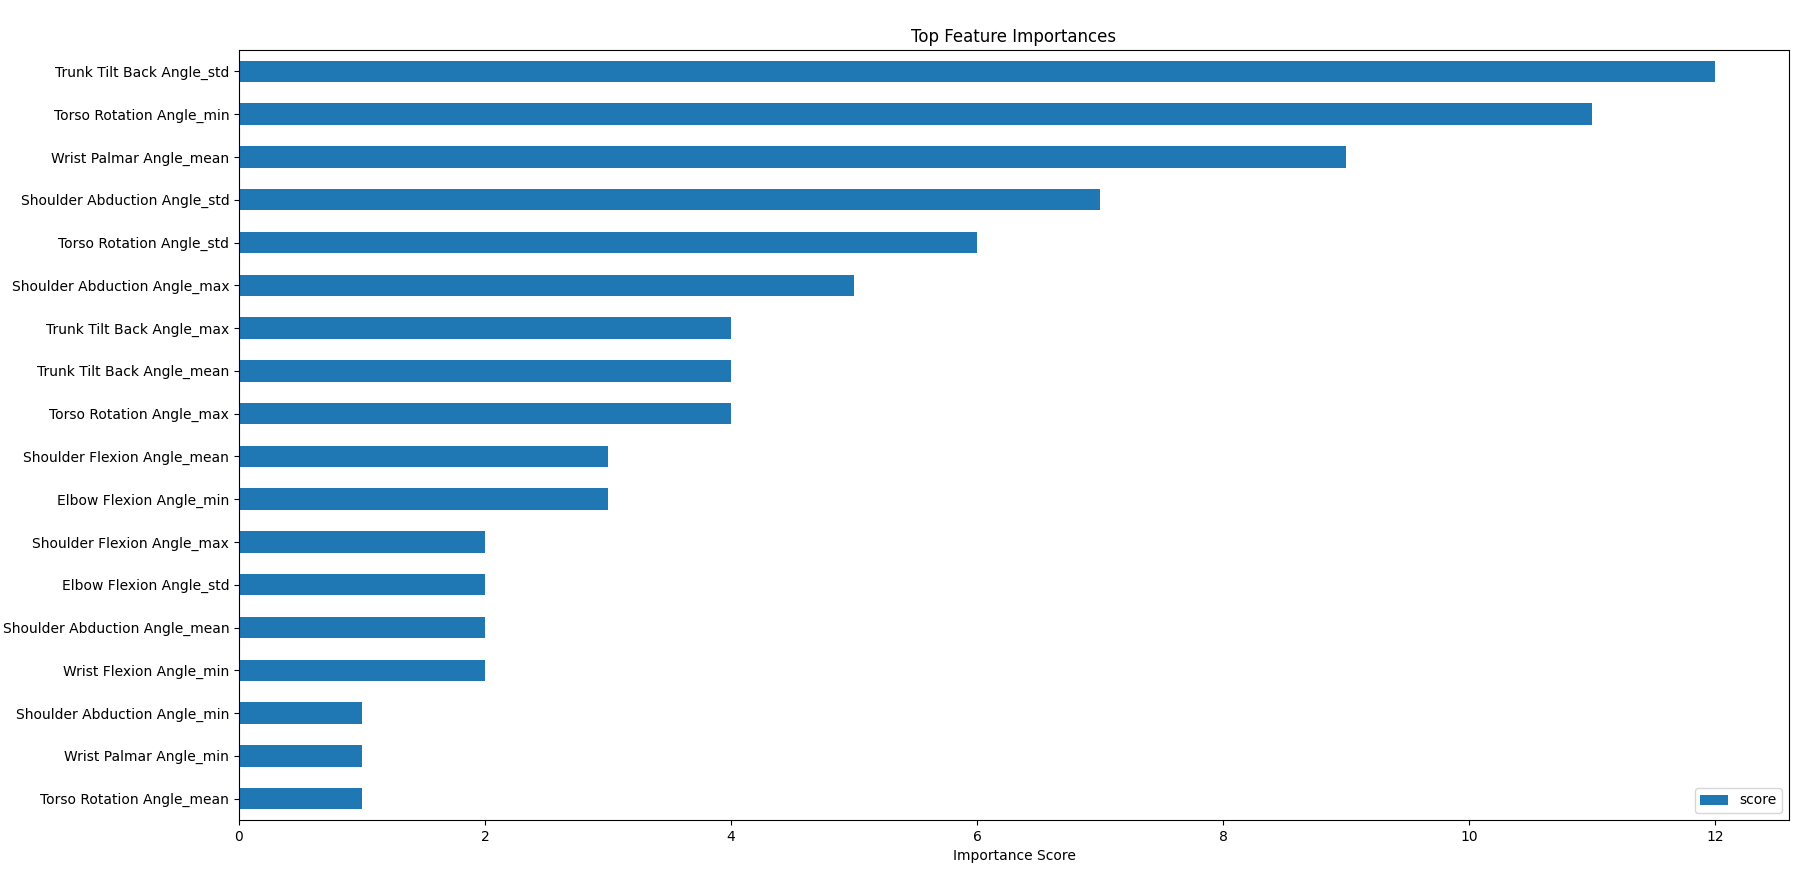 Top Feature Importances
Trunk Tilt Back Angle_std
Torso Rotation Angle_min
Wrist Palmar Angle_mean
Shoulder Abduction Angle_std
Torso Rotation Angle_std
Shoulder Abduction Angle_max
Trunk Tilt Back Angle_max
Trunk Tilt Back Angle_mean
Torso Rotation Angle_max
Shoulder Flexion Angle_mean
Elbow Flexion Angle_min
Shoulder Flexion Angle_max
Elbow Flexion Angle_std
Shoulder Abduction Angle_mean
Wrist Flexion Angle_min
Shoulder Abduction Angle_min
Wrist Palmar Angle_min
Torso Rotation Angle_mean
score
0 2 4 6 8 10 12
Importance Score